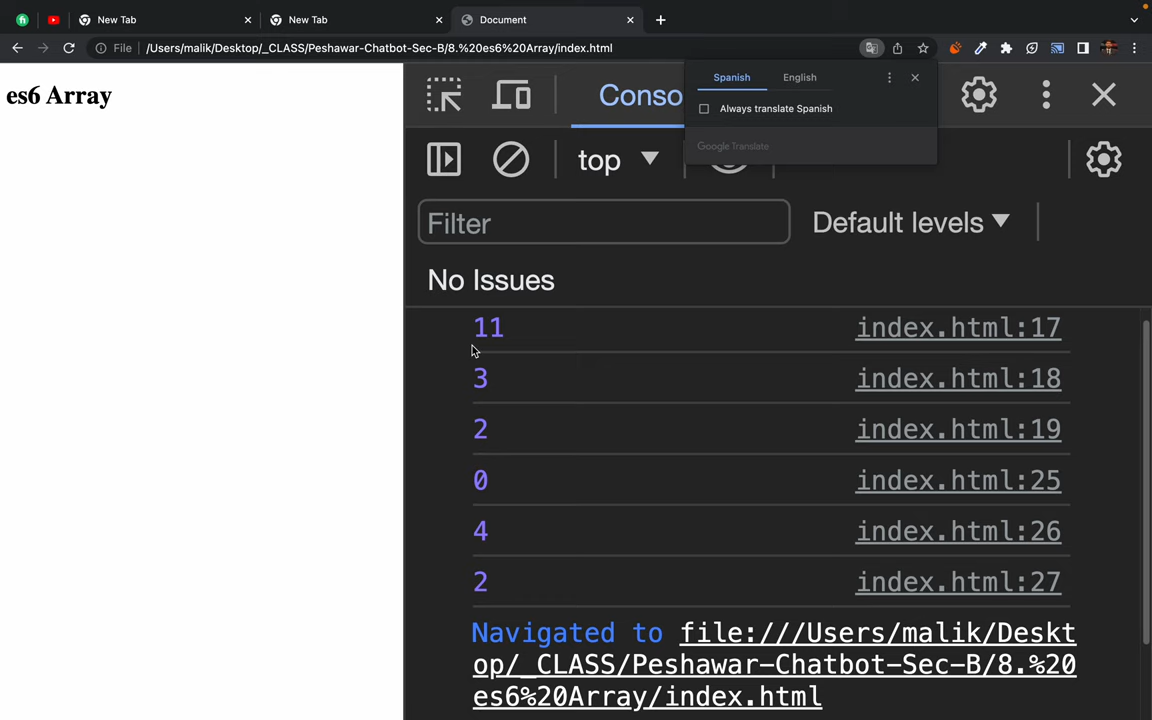 New Tab
New Tab
Document
File /Users/malik/Desktop/_CLASS/Peshawar-Chatbot-Sec-B/8.%20es6%20Array/index.html
es6 Array
Spanish English
Always translate Spanish
Google Translate
Conso
top
Filter
Default levels
No Issues
11 index.html:17
3 index.html:18
2 index.html:19
0 index.html:25
4 index.html:26
2 index.html:27
Navigated to file:///Users/malik/Deskt
op/_CLASS/Peshawar-Chatbot-Sec-B/8.%20
es6%20Array/index.html